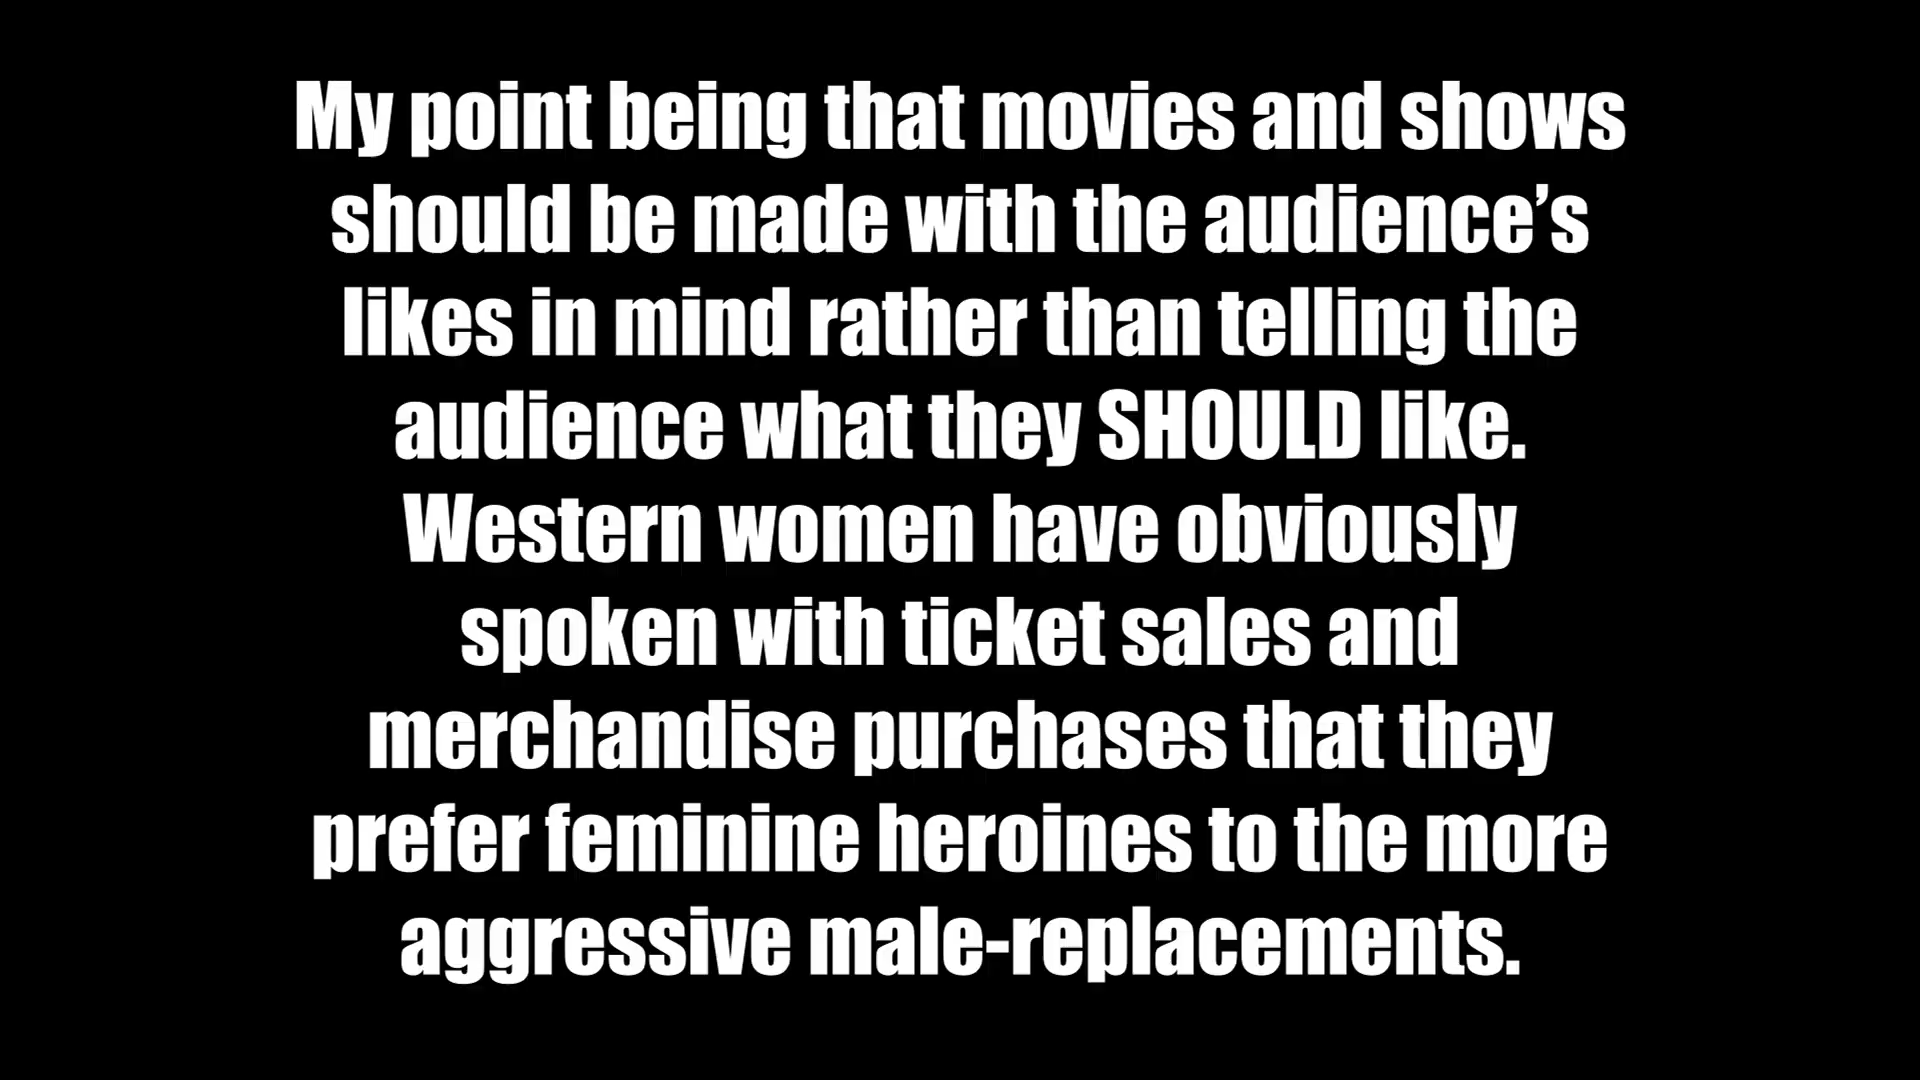 My point being that movies and shows
should be made with the audience’s
likes in mind rather than telling the
audience what they SHOULD like.
Western women have obviously
spoken with ticket sales and
merchandise purchases that they
prefer feminine heroines to the more
aggressive male-replacements.